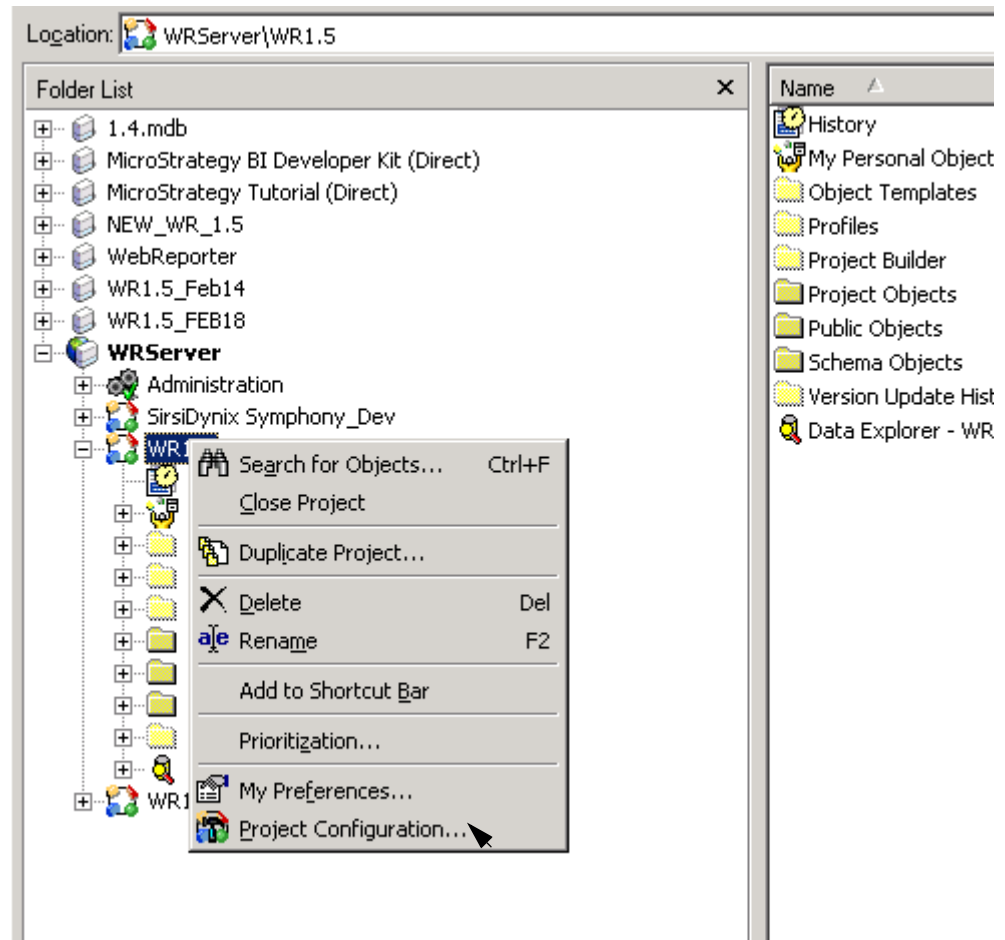 Location: WRServer\WR1.5
Folder List
1.4.mdb
MicroStrategy BI Developer Kit (Direct)
MicroStrategy Tutorial (Direct)
NEW_WR_1.5
WebReporter
WR1.5_Feb14
WR1.5_FEB18
WRServer
Administration
SirsiDynix Symphony_Dev
WR1
Search for Objects... Ctrl+F
Close Project
Duplicate Project...
Delete Del
Rename F2
Add to Shortcut Bar
Prioritization...
My Preferences...
Project Configuration...
WR1
Name
History
My Personal Object
Object Templates
Profiles
Project Builder
Project Objects
Public Objects
Schema Objects
Version Update Hist
Data Explorer - WR